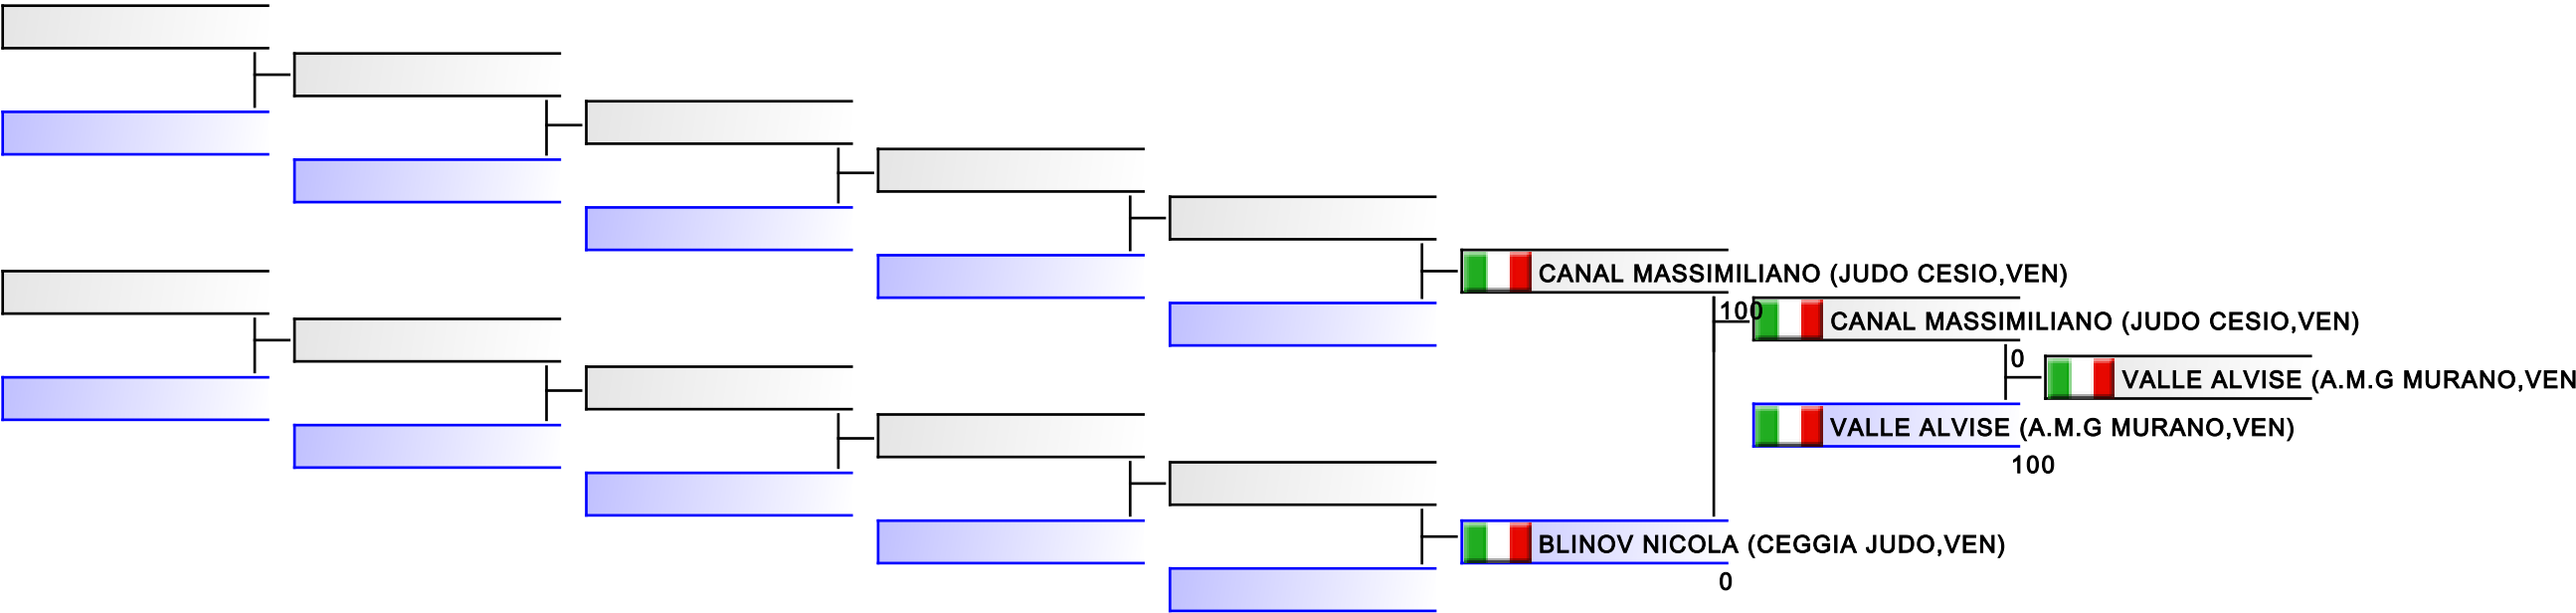 CANAL MASSIMILIANO (JUDO CESIO,VEN)
100
CANAL MASSIMILIANO (JUDO CESIO,VEN)
0
VALLE ALVISE (A.M.G MURANO,VEN
VALLE ALVISE (A.M.G MURANO,VEN)
100
BLINOV NICOLA (CEGGIA JUDO,VEN)
0